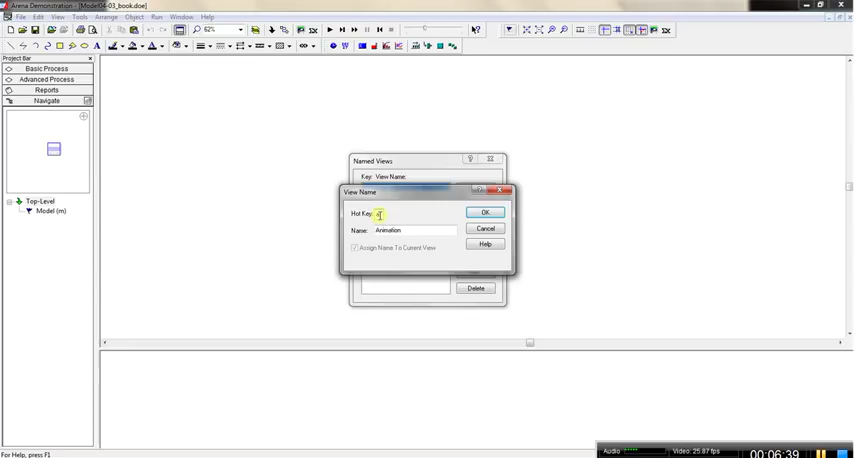 Arena Demonstration - [Model04-03_book.doe]
File Edit View Tools Arrange Object Run Window Help
62%
Project Bar
Basic Process
Advanced Process
Reports
Navigate
Top-Level
Model (m)
Named Views
Key: View Name:
View Name
Hot Key: a
OK
Name: Animation
Cancel
Assign Name To Current View
Help
Delete
For Help, press F1
Audio
Video: 25.87 fps
00:06:39